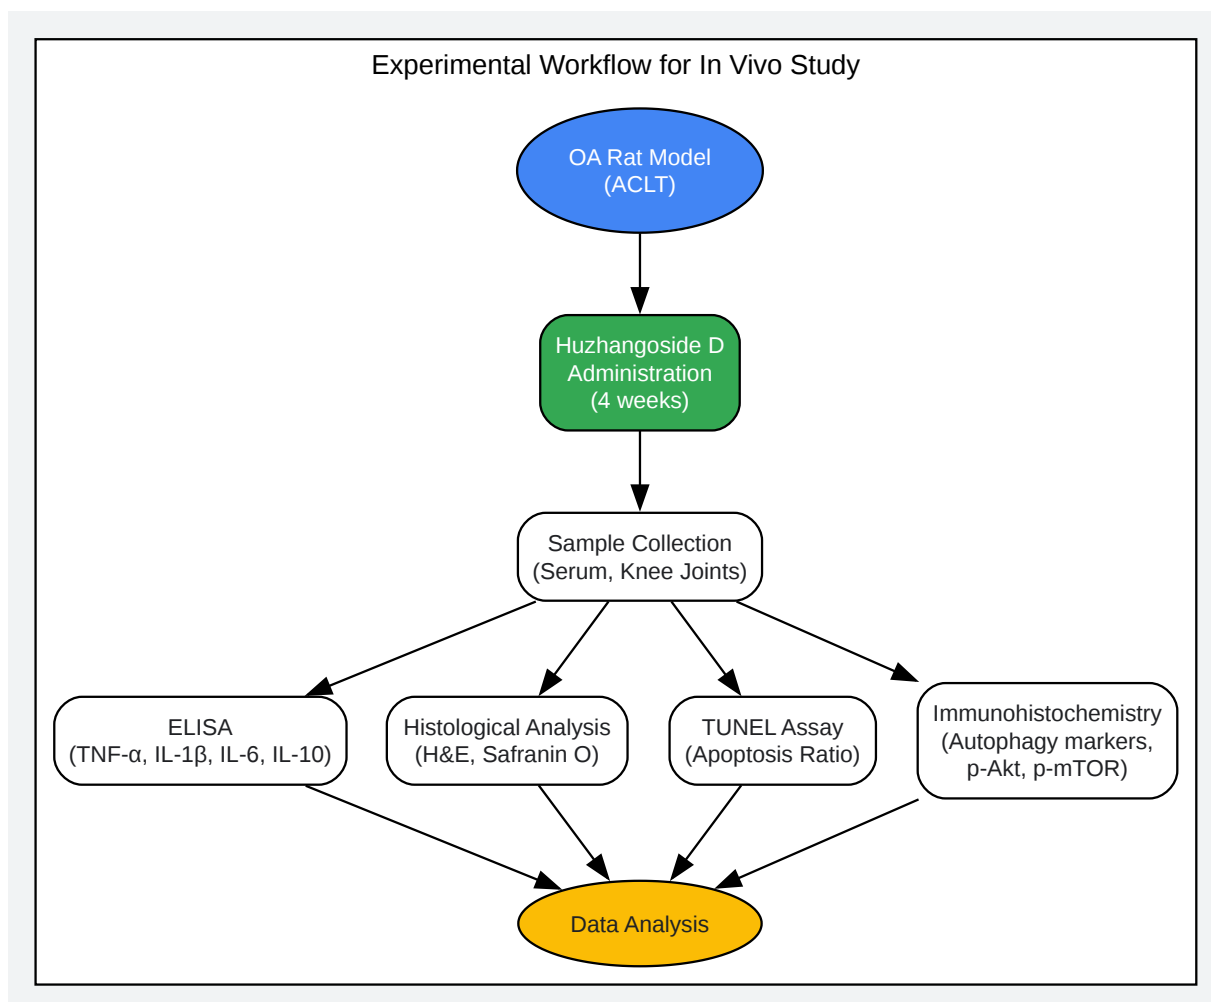 Experimental Workflow for In Vivo Study
OA Rat Model
(ACLT)
Huzhangoside D
Administration
(4 weeks)
Sample Collection
(Serum, Knee Joints)
ELISA
(TNF-α, IL-1β, IL-6, IL-10)
Histological Analysis
(H&E, Safranin O)
TUNEL Assay
(Apoptosis Ratio)
Immunohistochemistry
(Autophagy markers,
p-Akt, p-mTOR)
Data Analysis